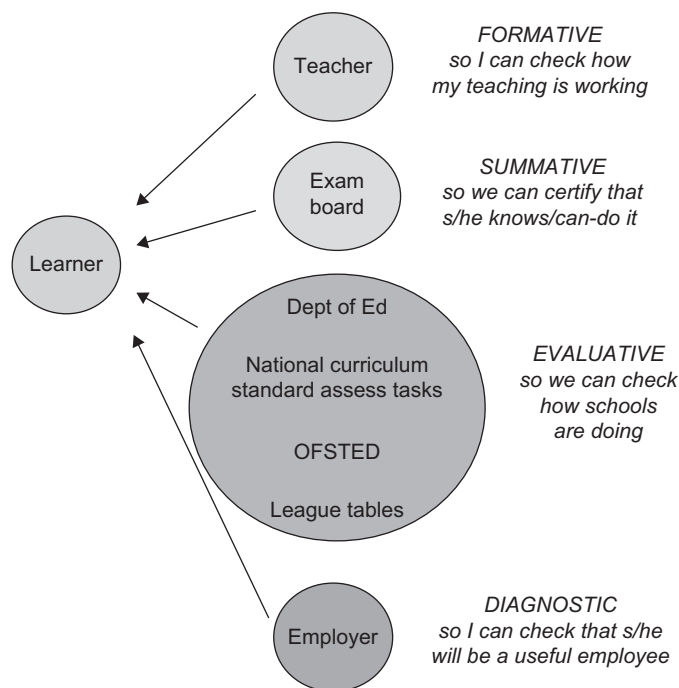 Teacher
FORMATIVE
so I can check how
my teaching is working
Exam
board
SUMMATIVE
so we can certify that
s/he knows/can-do it
Learner
Dept of Ed
National curriculum
standard assess tasks
OFSTED
League tables
EVALUATIVE
so we can check
how schools
are doing
Employer
DIAGNOSTIC
so I can check that s/he
will be a useful employee